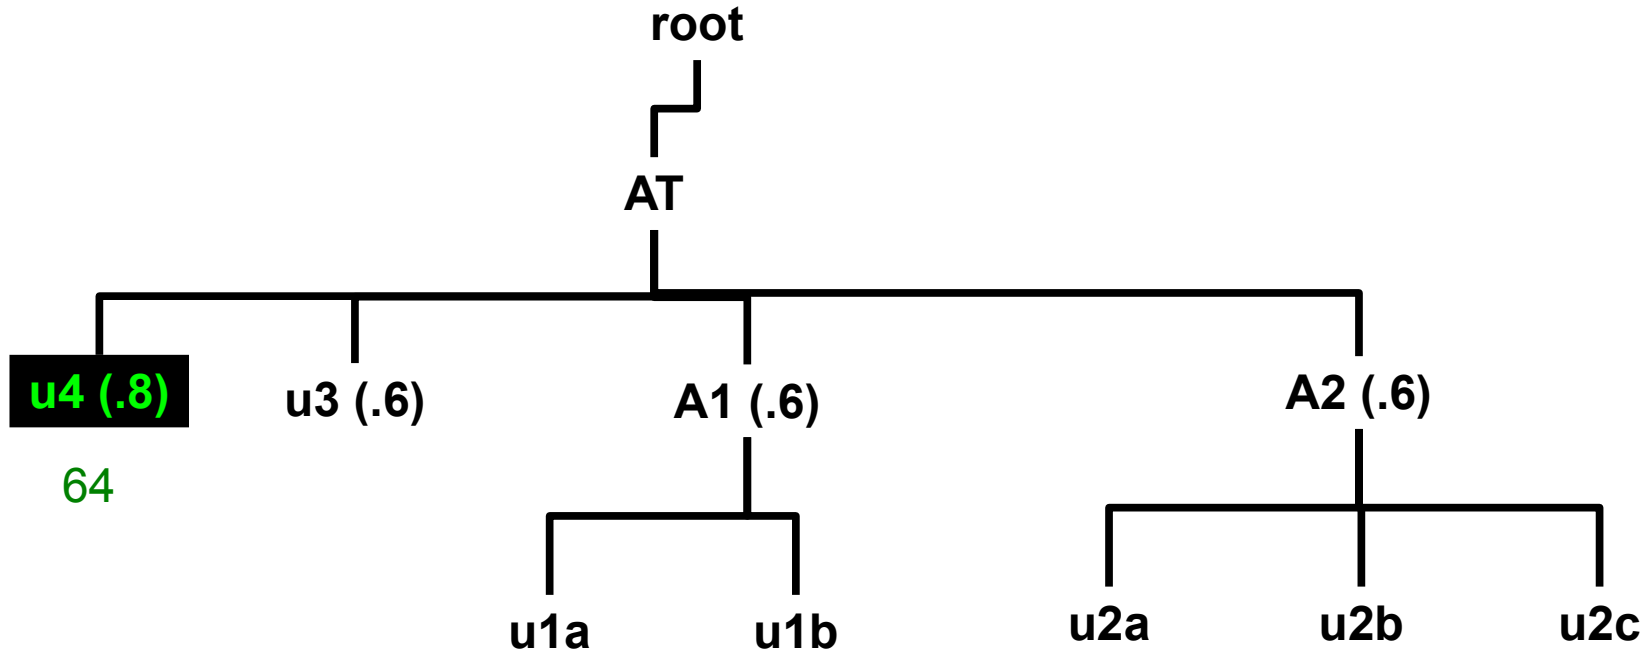 root
AT
u4 (.8)
u3 (.6)
A1 (.6)
A2 (.6)
64
u1a
u1b
u2a
u2b
u2c